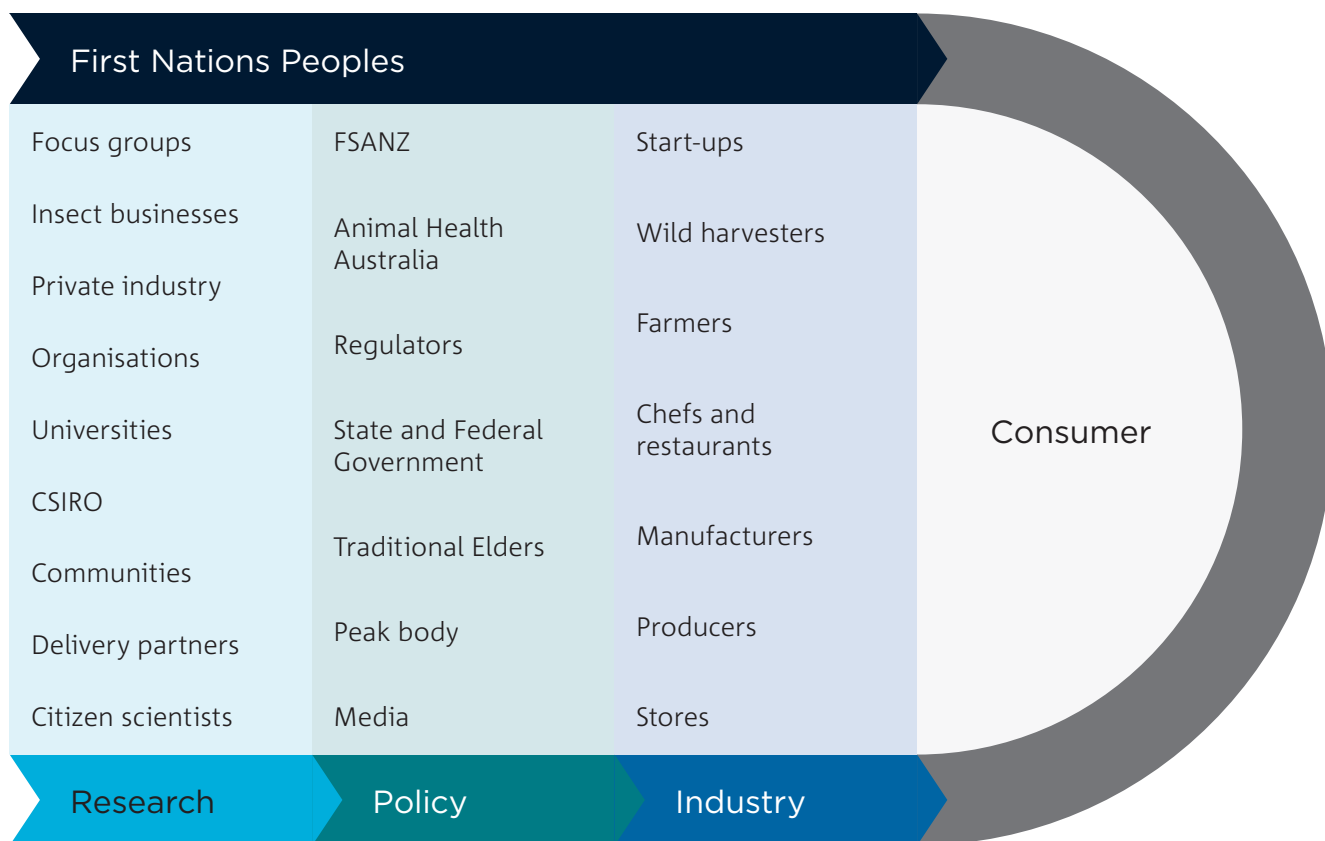 First Nations Peoples
Focus groups
Insect businesses
Private industry
Organisations
Universities
CSIRO
Communities
Delivery partners
Citizen scientists
Research
FSANZ
Animal Health
Australia
Regulators
State and Federal
Government
Traditional Elders
Peak body
Media
Policy
Start-ups
Wild harvesters
Farmers
Chefs and
restaurants
Manufacturers
Producers
Stores
Industry
Consumer